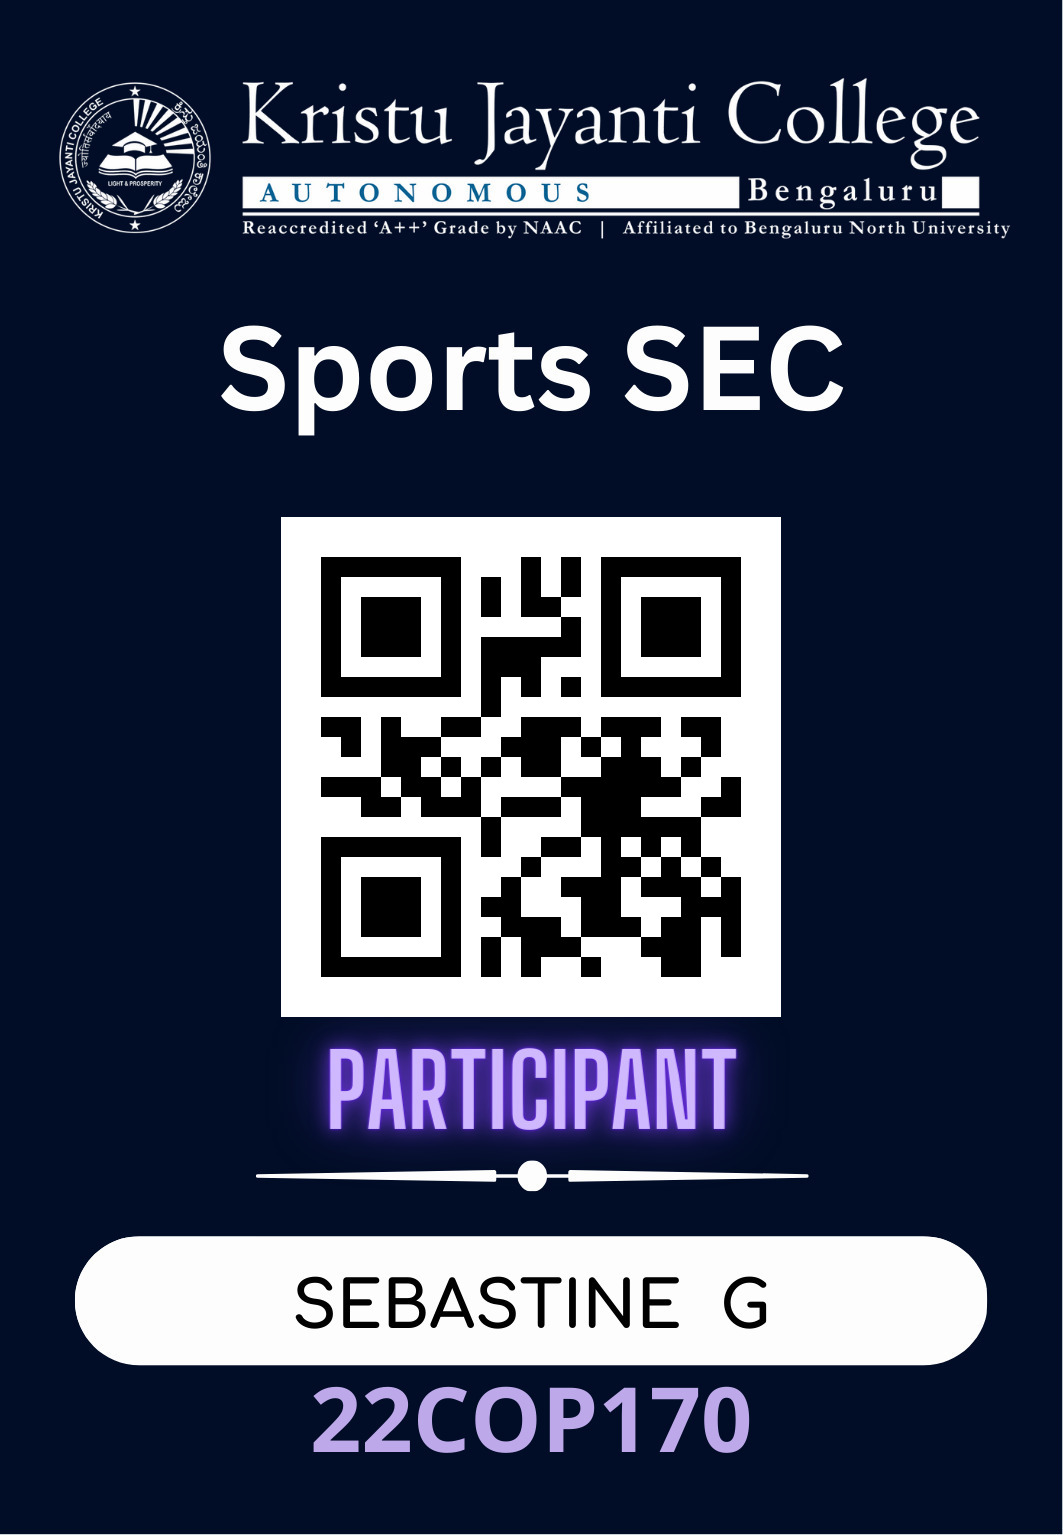 Kristu Jayanti College
AUTONOMOUS Bengaluru
Reaccredited ‘A++’ Grade by NAAC | Affiliated to Bengaluru North University
KRISTU JAYANTI COLLEGE
ಕ್ರಿಸ್ತು ಜಯಂತಿ ಕಾಲೇಜು
LIGHT & PROSPERITY
Sports SEC
PARTICIPANT
SEBASTINE G
22COP170